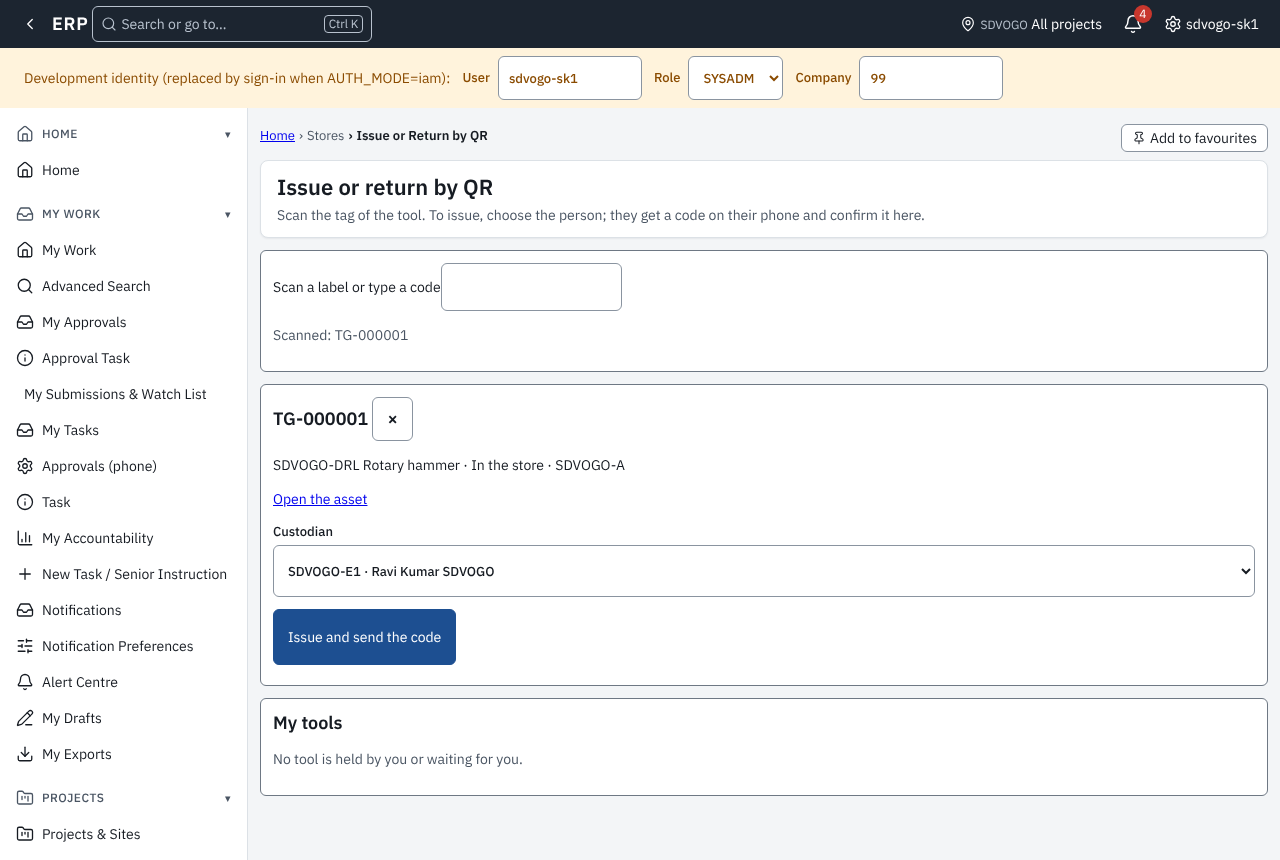 ERP
Search or go to...
Ctrl K
SDVOGO All projects
4
sdvogo-sk1
Development identity (replaced by sign-in when AUTH_MODE=iam):
User
sdvogo-sk1
Role
SYSADM
Company
99
HOME
Home
MY WORK
My Work
Advanced Search
My Approvals
Approval Task
My Submissions & Watch List
My Tasks
Approvals (phone)
Task
My Accountability
New Task / Senior Instruction
Notifications
Notification Preferences
Alert Centre
My Drafts
My Exports
PROJECTS
Projects & Sites
Home › Stores › Issue or Return by QR
Add to favourites
Issue or return by QR
Scan the tag of the tool. To issue, choose the person; they get a code on their phone and confirm it here.
Scan a label or type a code
Scanned: TG-000001
TG-000001 ×
SDVOGO-DRL Rotary hammer · In the store · SDVOGO-A
Open the asset
Custodian
SDVOGO-E1 · Ravi Kumar SDVOGO
Issue and send the code
My tools
No tool is held by you or waiting for you.